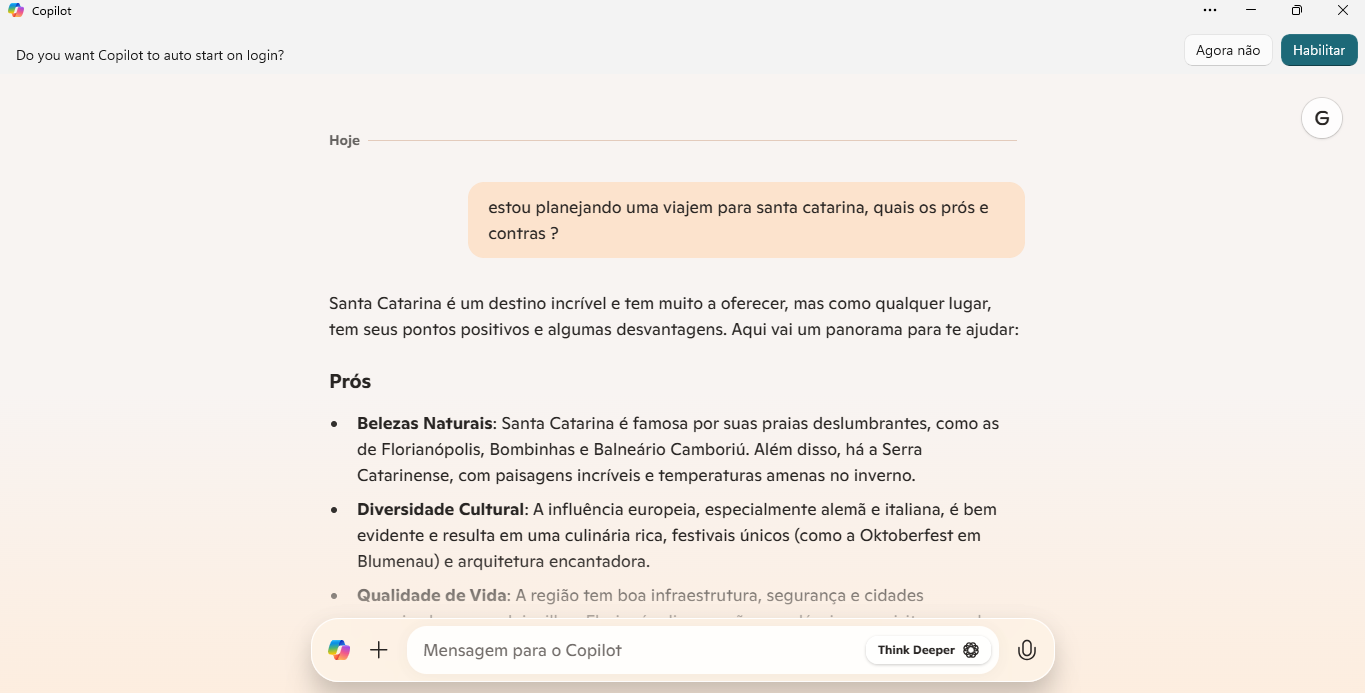 Copilot
Do you want Copilot to auto start on login?
Agora não
Habilitar
G
Hoje
estou planejando uma viajem para santa catarina, quais os prós e
contras ?
Santa Catarina é um destino incrível e tem muito a oferecer, mas como qualquer lugar,
tem seus pontos positivos e algumas desvantagens. Aqui vai um panorama para te ajudar:
Prós
• Belezas Naturais: Santa Catarina é famosa por suas praias deslumbrantes, como as
de Florianópolis, Bombinhas e Balneário Camboriú. Além disso, há a Serra
Catarinense, com paisagens incríveis e temperaturas amenas no inverno.
• Diversidade Cultural: A influência europeia, especialmente alemã e italiana, é bem
evidente e resulta em uma culinária rica, festivais únicos (como a Oktoberfest em
Blumenau) e arquitetura encantadora.
• Qualidade de Vida: A região tem boa infraestrutura, segurança e cidades
Mensagem para o Copilot
Think Deeper